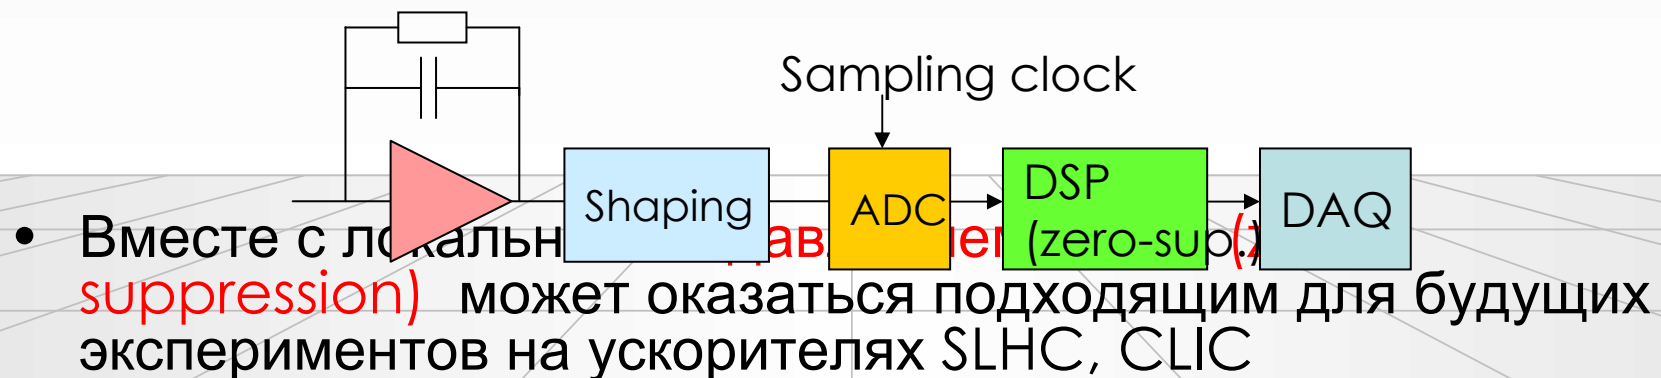 Sampling clock
Shaping
ADC
DSP
(zero-sup.)
DAQ
• Вместе с
suppression) может оказаться подходящим для будущих
экспериментов на ускорителях SLHC, CLIC